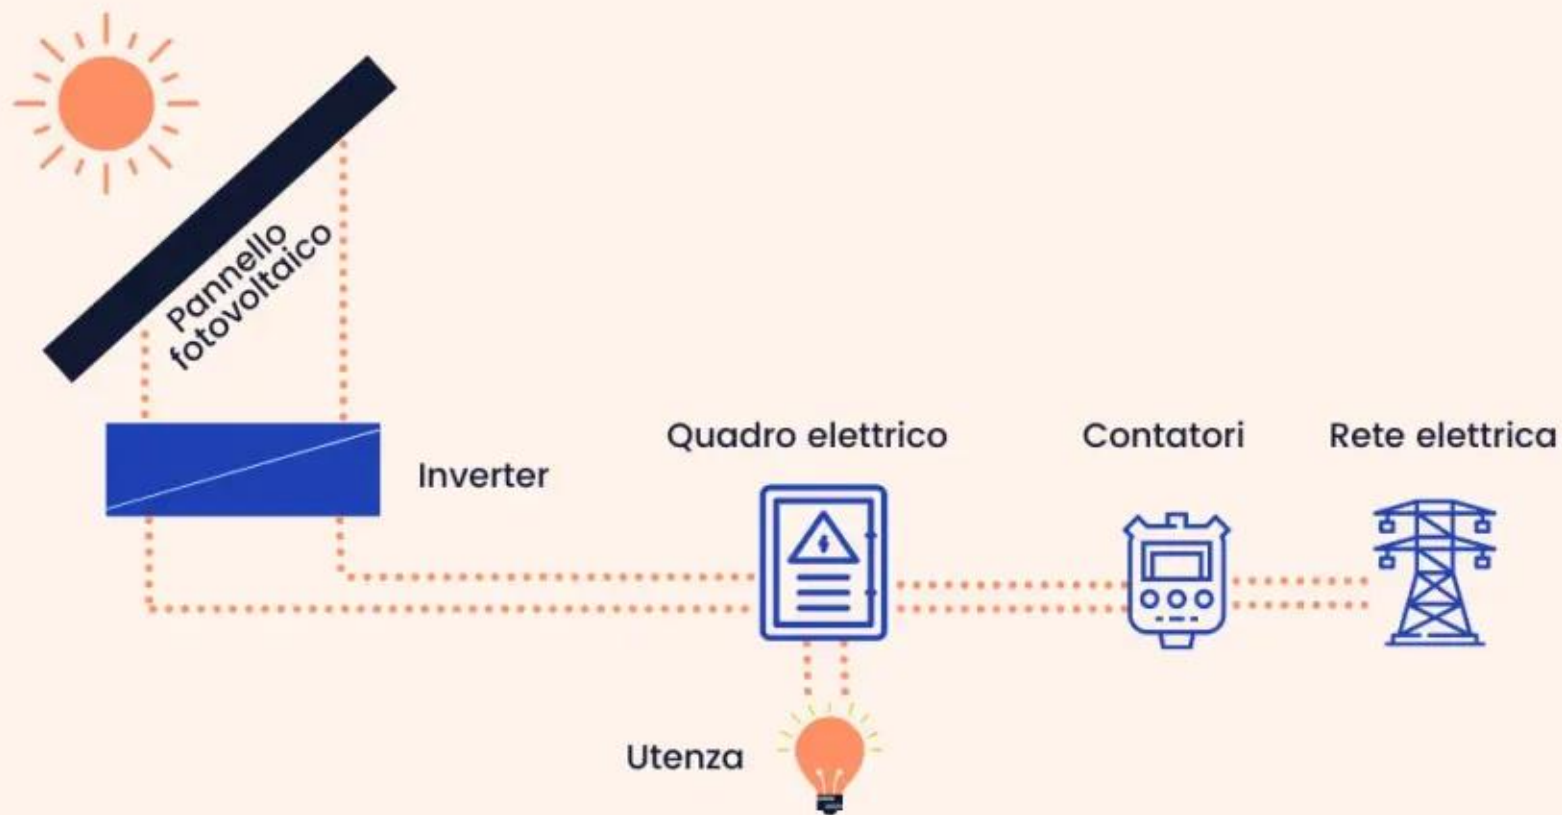 Pannello
fotovoltaico
Inverter
Quadro elettrico
Contatori
Rete elettrica
Utenza